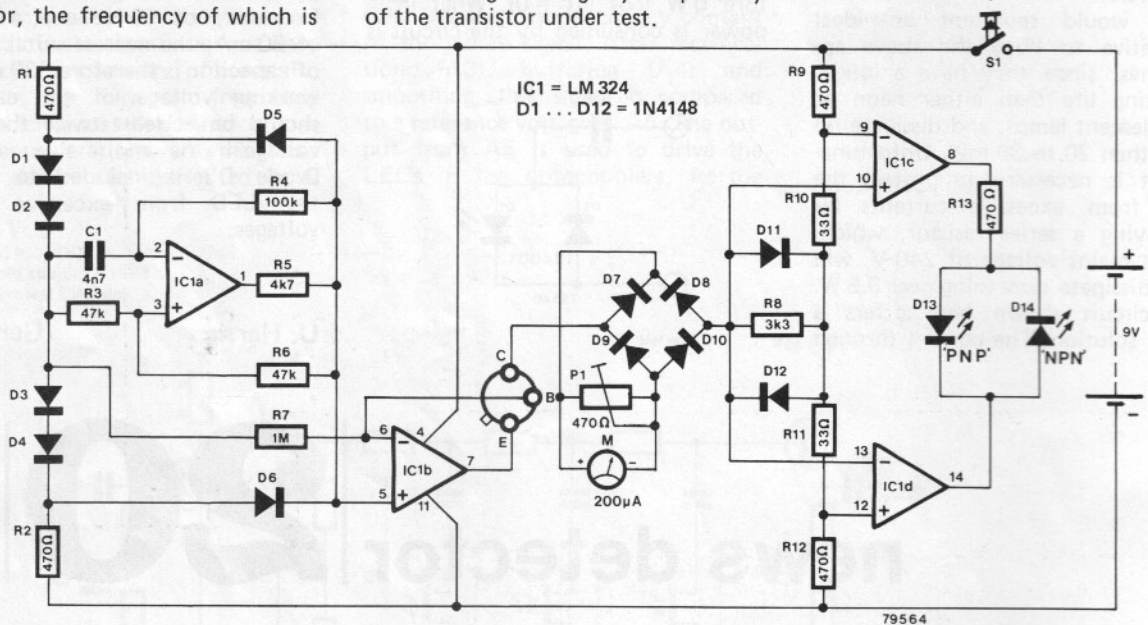 or, the frequency of which is
of the transistor under test.
S1
IC1 = LM 324
D1 . . . D12 = 1N4148
R1
470Ω
D5
R9
470Ω
9
8
IC1c
10
D1
R4
100k
R13
470Ω
D2
R10
33Ω
C1
4n7
2
IC1a
1
3
R5
4k7
D11
R3
47k
D7
D8
R8
3k3
D13
"PNP"
D14
"NPN"
+
9V
–
D9
D10
R6
47k
C
B
E
P1
470Ω
D12
D3
R7
1M
6
4
IC1b
7
5
11
R11
33Ω
D4
M
+
–
200µA
13
IC1d
14
12
D6
R2
470Ω
R12
470Ω
79564